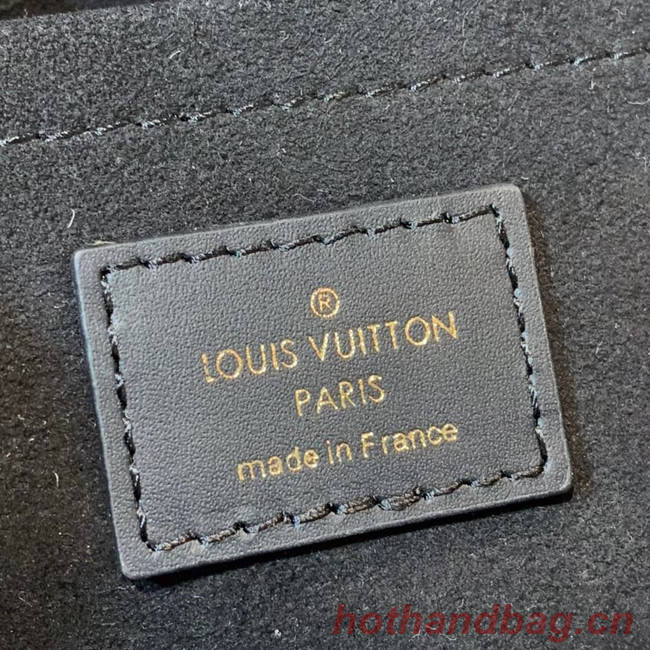 ®
LOUIS VUITTON
PARIS
made in France
hothandbag.cn